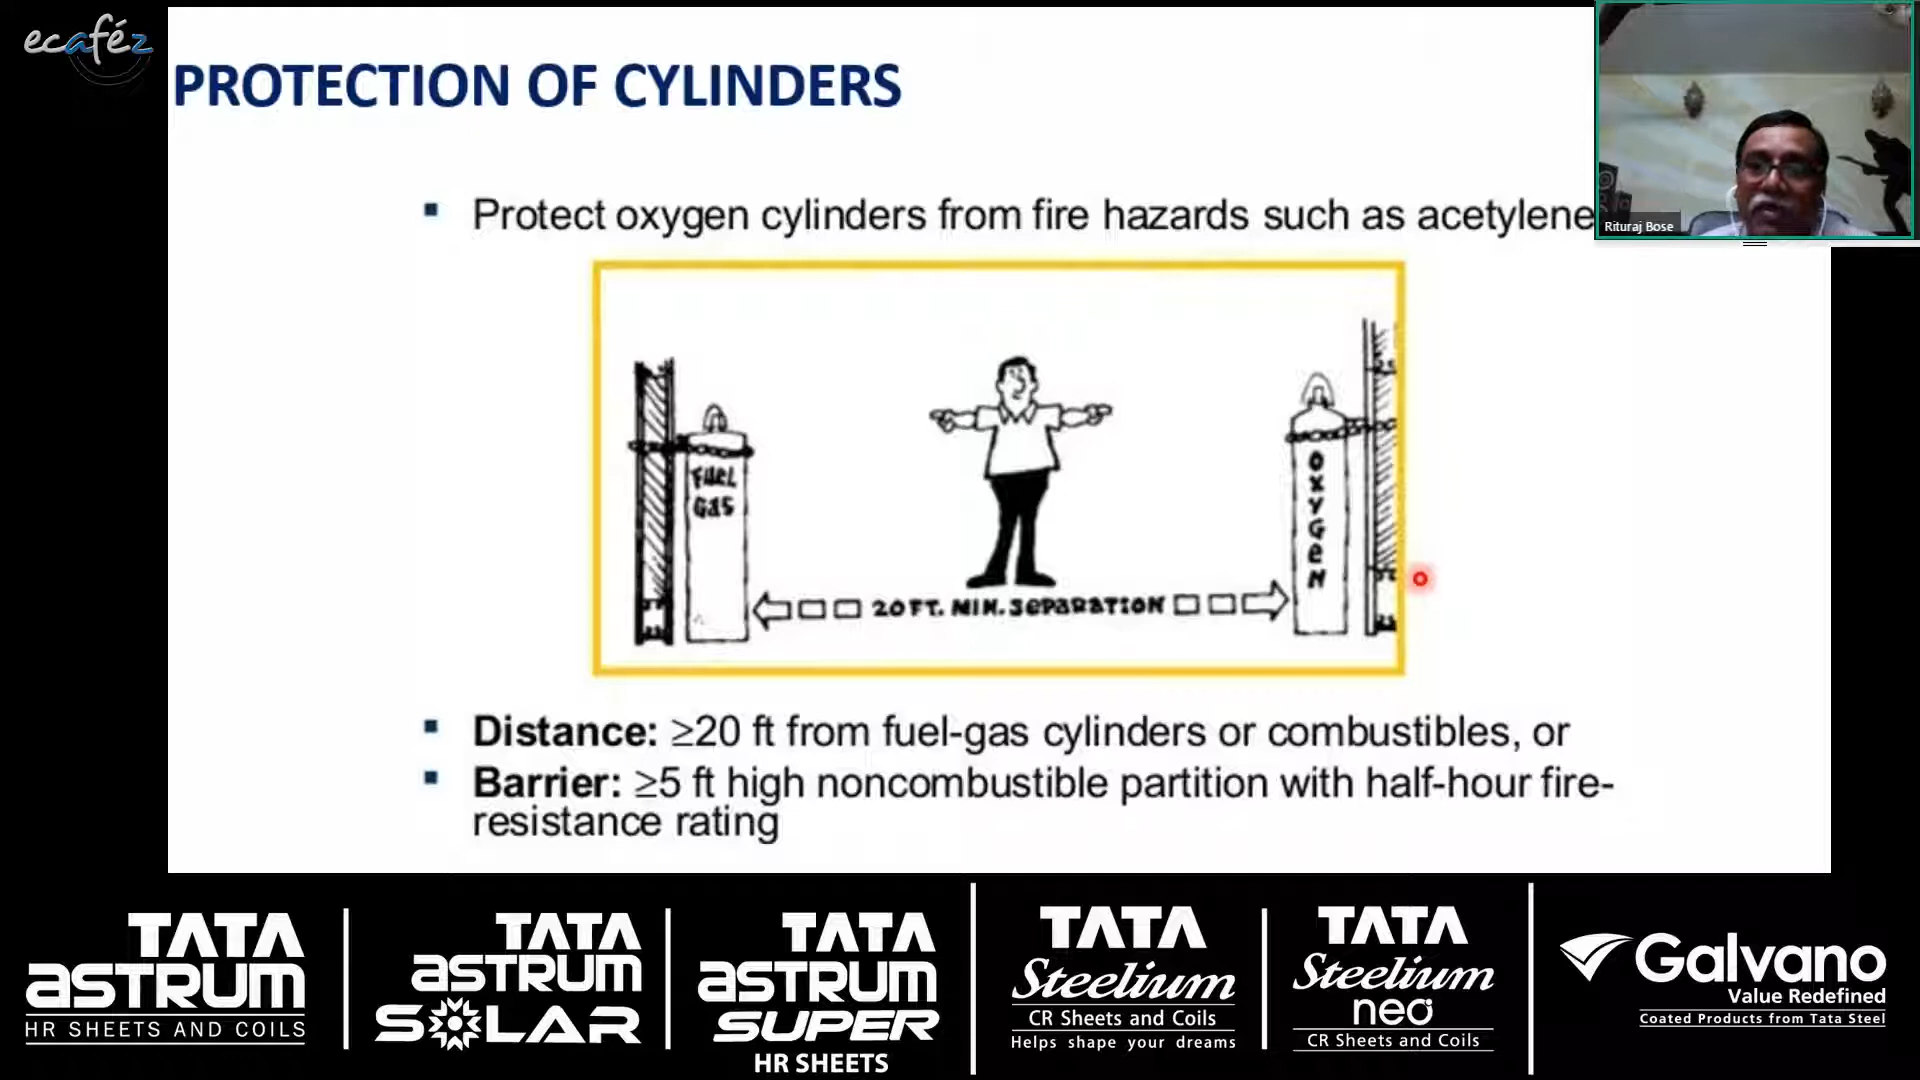 ecaféz
PROTECTION OF CYLINDERS
Rituraj Bose
▪ Protect oxygen cylinders from fire hazards such as acetylene
FUEL
GAS
OXYGEN
20 FT. MIN. SEPARATION
▪ Distance: ≥20 ft from fuel-gas cylinders or combustibles, or
▪ Barrier: ≥5 ft high noncombustible partition with half-hour fire-
resistance rating
TATA
ASTRUM
HR SHEETS AND COILS
TATA
ASTRUM
SOLAR
TATA
ASTRUM
SUPER
HR SHEETS
TATA
Steelium
CR Sheets and Coils
Helps shape your dreams
TATA
Steelium
neo
CR Sheets and Coils
Galvano
Value Redefined
Coated Products from Tata Steel